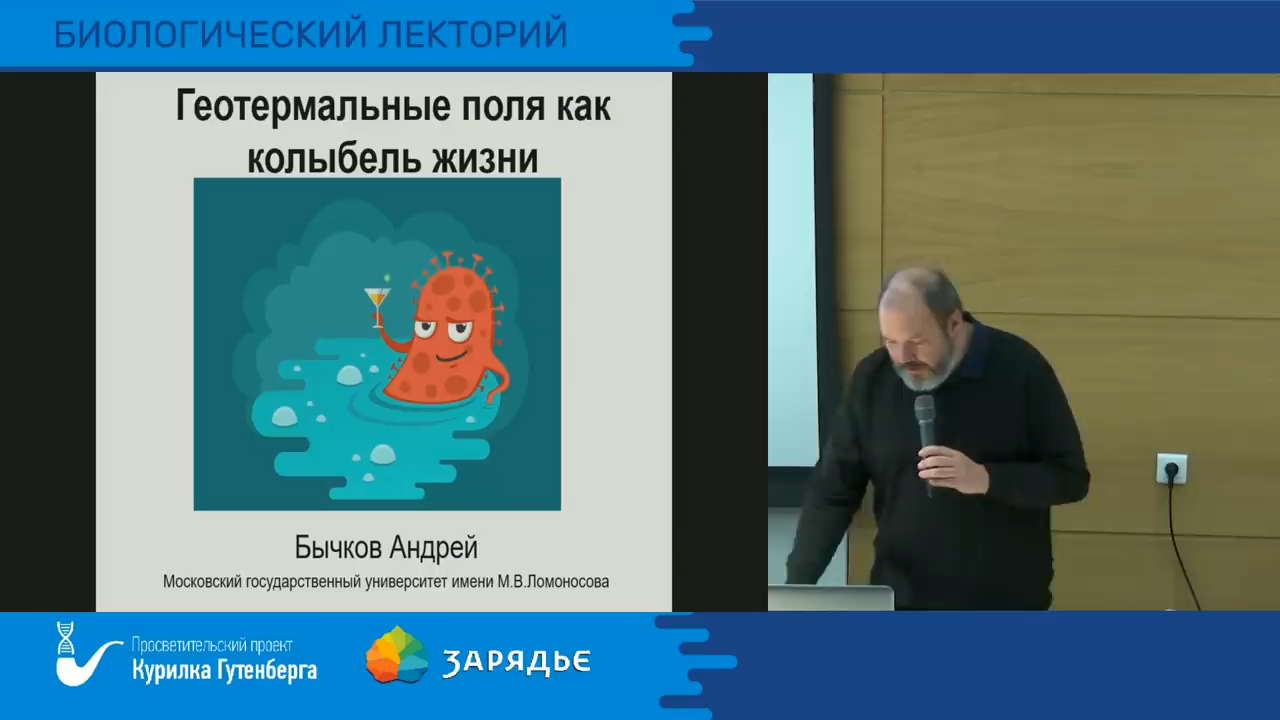 БИОЛОГИЧЕСКИЙ ЛЕКТОРИЙ
Геотермальные поля как
колыбель жизни
Бычков Андрей
Московский государственный университет имени М.В.Ломоносова
Просветительский проект
Курилка Гутенберга
ЗАРЯДЬЕ